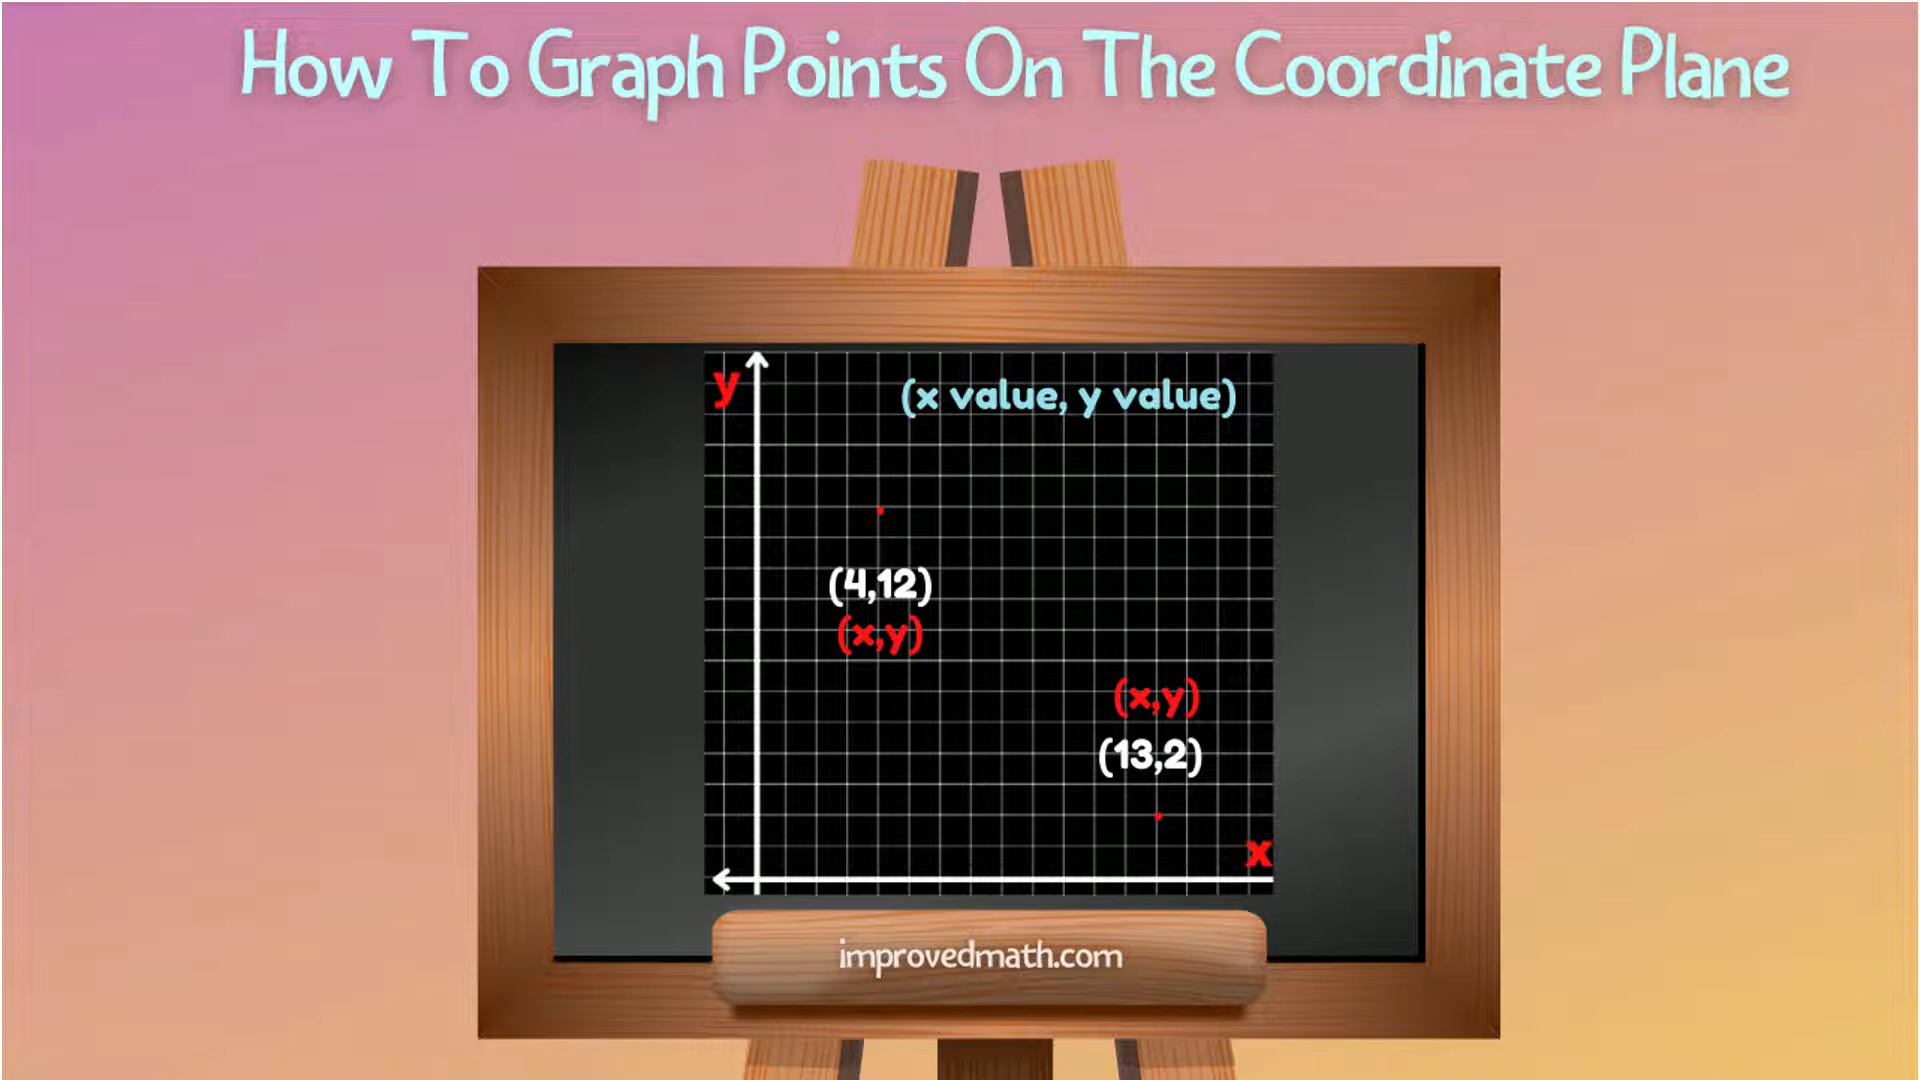 How To Graph Points On The Coordinate Plane
y
(x value, y value)
(4,12)
(x,y)
(x,y)
(13,2)
x
improvedmath.com